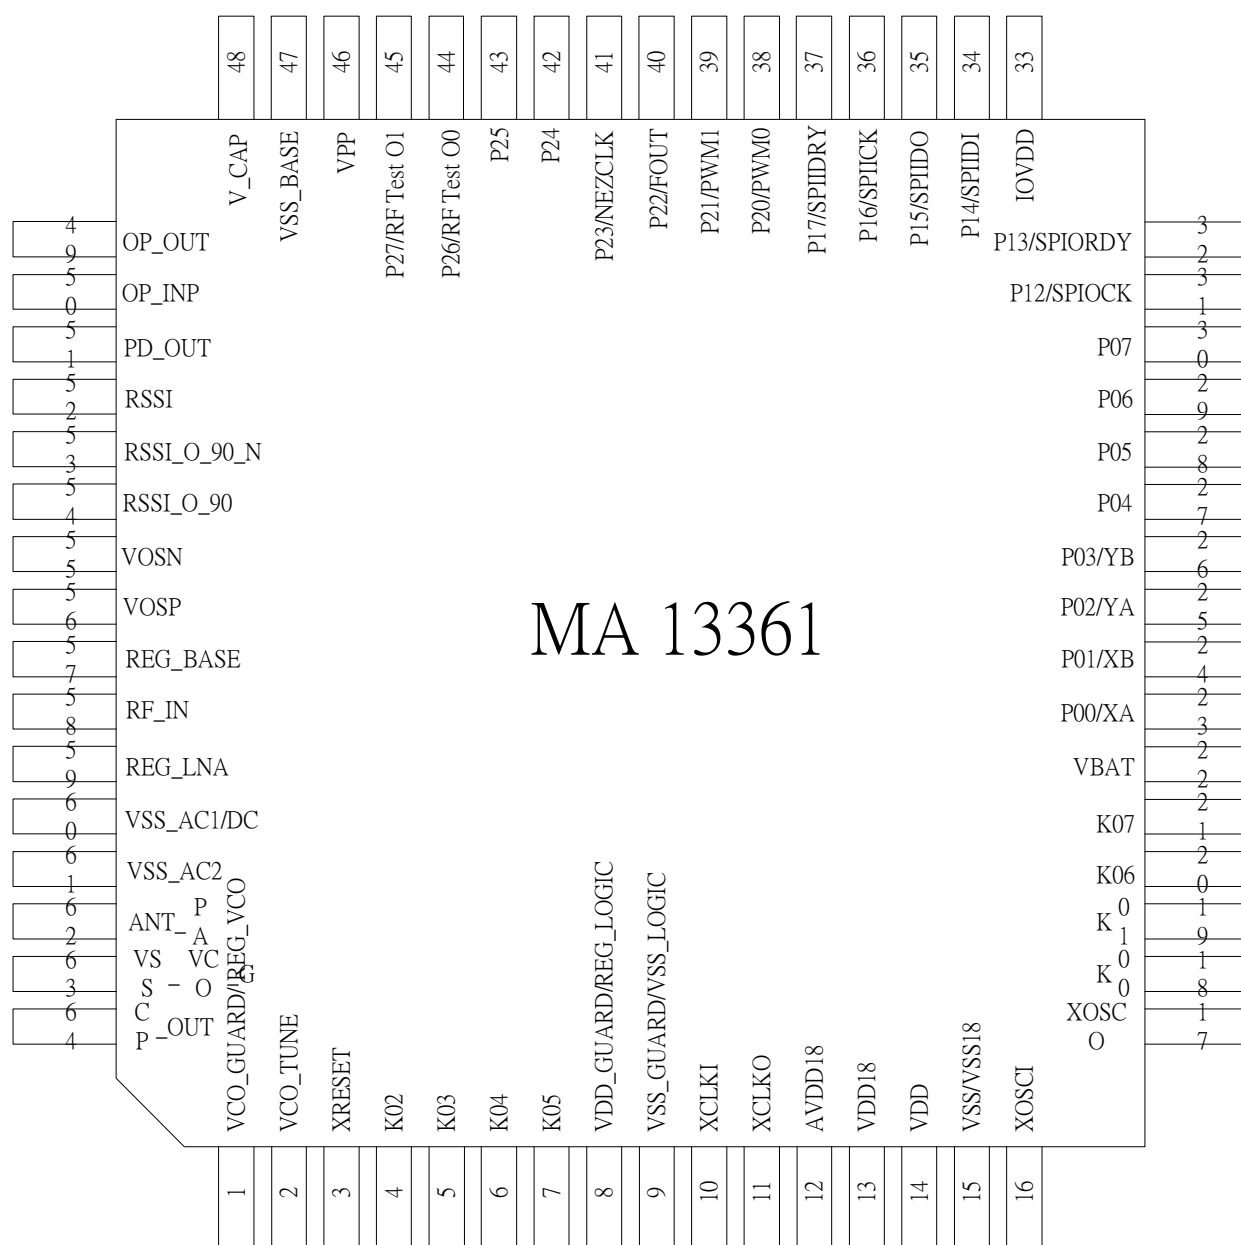 48
47
46
45
44
43
42
41
40
39
38
37
36
35
34
33
V_CAP
VSS_BASE
VPP
P27/RF Test O1
P26/RF Test O0
P25
P24
P23/NEZCLK
P22/FOUT
P21/PWM1
P20/PWM0
P17/SPIIDRY
P16/SPIICK
P15/SPIIDO
P14/SPIIDI
IOVDD
49 OP_OUT
50 OP_INP
51 PD_OUT
52 RSSI
53 RSSI_O_90_N
54 RSSI_O_90
55 VOSN
56 VOSP
57 REG_BASE
58 RF_IN
59 REG_LNA
60 VSS_AC1/DC
61 VSS_AC2
62 ANT_PA
63 VSS_VCOG
64 CP_OUT
MA 13361
P13/SPIORDY 32
P12/SPIOCK 31
P07 30
P06 29
P05 28
P04 27
P03/YB 26
P02/YA 25
P01/XB 24
P00/XA 23
VBAT 22
K07 21
K06 20
K01 19
K00 18
XOSCO 17
VCO_GUARD/REG_VCO
VCO_TUNE
XRESET
K02
K03
K04
K05
VDD_GUARD/REG_LOGIC
VSS_GUARD/VSS_LOGIC
XCLKI
XCLKO
AVDD18
VDD18
VDD
VSS/VSS18
XOSCI
1
2
3
4
5
6
7
8
9
10
11
12
13
14
15
16